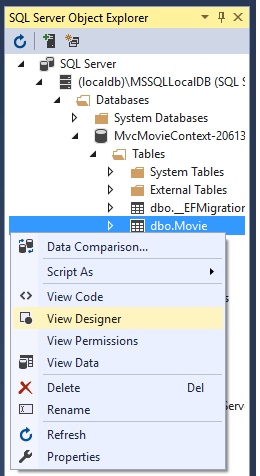 SQL Server Object Explorer
SQL Server
(localdb)\MSSQLLocalDB (SQL S
Databases
System Databases
MvcMovieContext-20613
Tables
System Tables
External Tables
dbo.__EFMigration
dbo.Movie
Data Comparison...
Script As
View Code
View Designer
View Permissions
View Data
Delete Del
Rename
Refresh
Properties